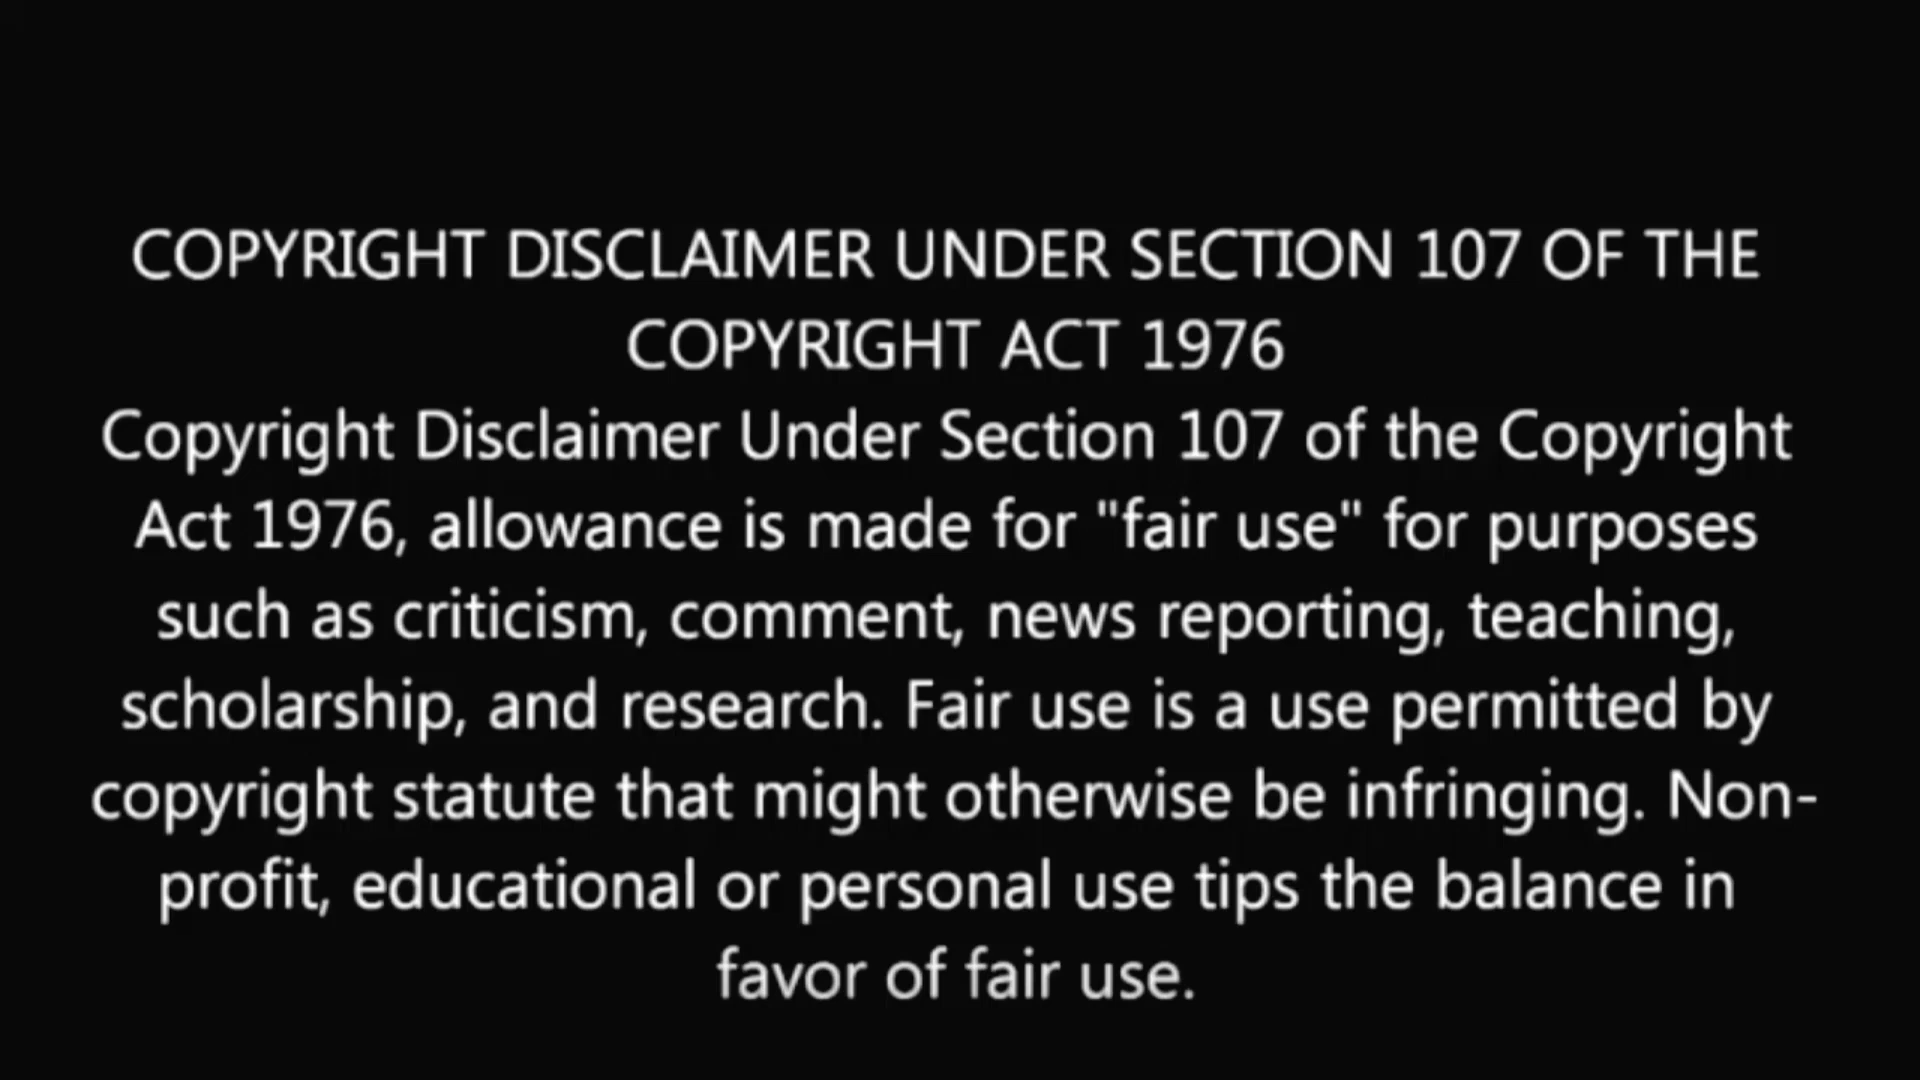 COPYRIGHT DISCLAIMER UNDER SECTION 107 OF THE
COPYRIGHT ACT 1976
Copyright Disclaimer Under Section 107 of the Copyright
Act 1976, allowance is made for "fair use" for purposes
such as criticism, comment, news reporting, teaching,
scholarship, and research. Fair use is a use permitted by
copyright statute that might otherwise be infringing. Non-
profit, educational or personal use tips the balance in
favor of fair use.